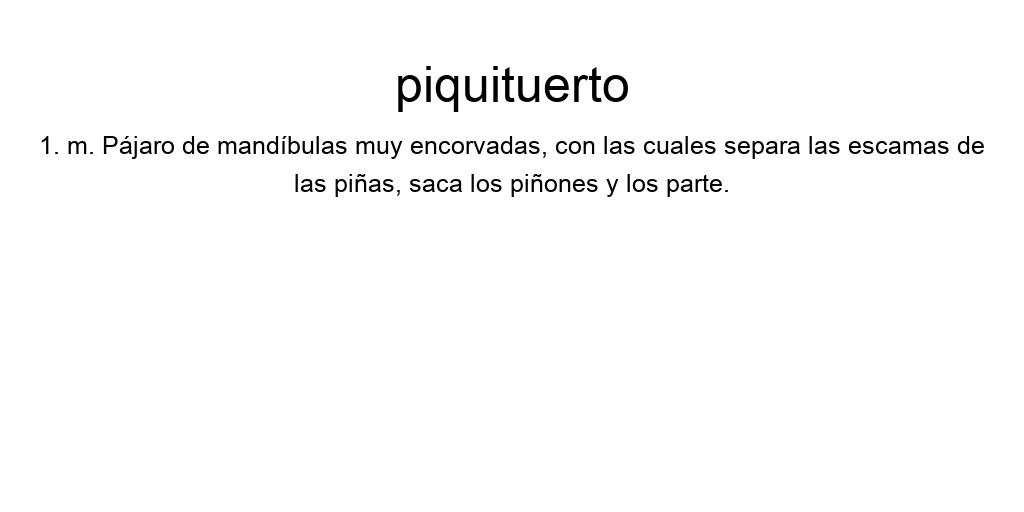 piquituerto
1. m. Pájaro de mandíbulas muy encorvadas, con las cuales separa las escamas de
las piñas, saca los piñones y los parte.